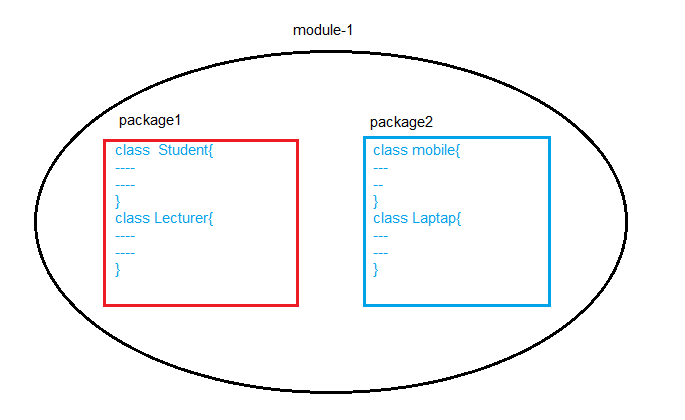 module-1
package1
class  Student{
----
----
}
class Lecturer{
----
----
}
package2
class mobile{
---
--
}
class Laptap{
---
---
}